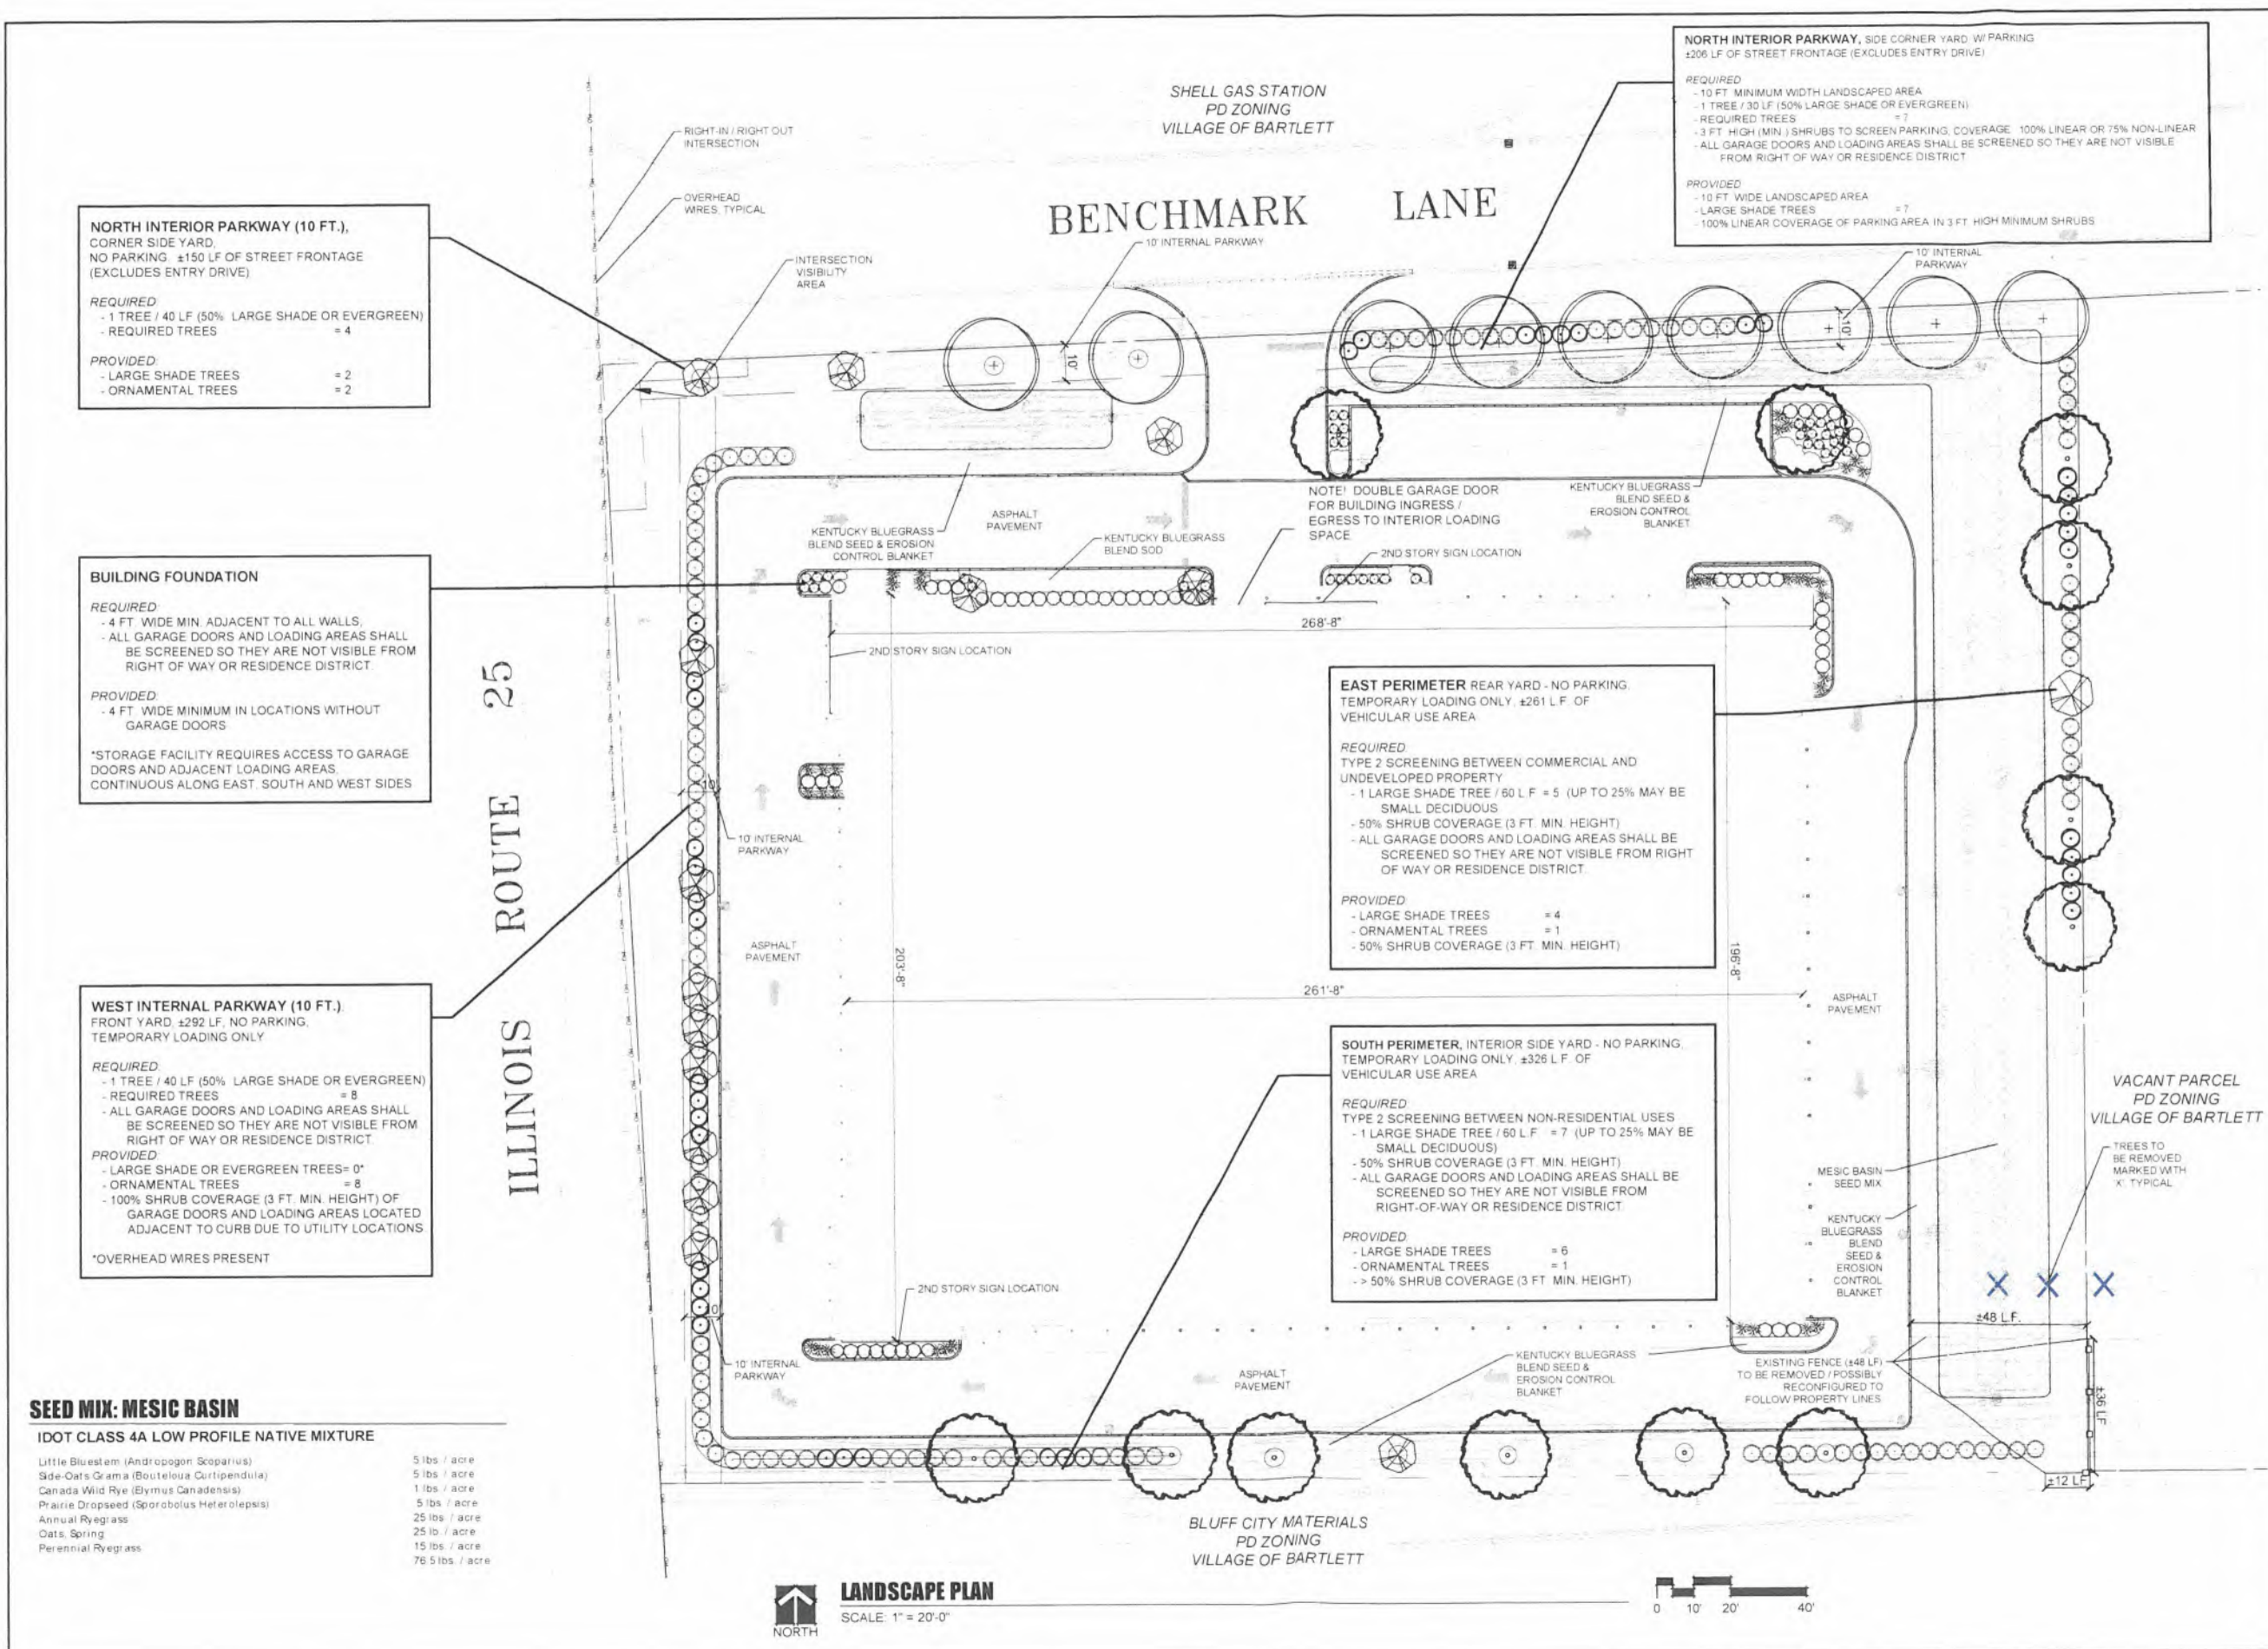 SHELL GAS STATION
PD ZONING
VILLAGE OF BARTLETT
BENCHMARK LANE
RIGHT-IN / RIGHT OUT
INTERSECTION
OVERHEAD
WIRES, TYPICAL
INTERSECTION
VISIBILITY
AREA
10' INTERNAL PARKWAY
10'
NORTH INTERIOR PARKWAY, SIDE CORNER YARD W/ PARKING
±206 LF OF STREET FRONTAGE (EXCLUDES ENTRY DRIVE)
REQUIRED
- 10 FT. MINIMUM WIDTH LANDSCAPED AREA
- 1 TREE / 30 LF (50% LARGE SHADE OR EVERGREEN)
- REQUIRED TREES = 7
- 3 FT. HIGH (MIN.) SHRUBS TO SCREEN PARKING, COVERAGE 100% LINEAR OR 75% NON-LINEAR
- ALL GARAGE DOORS AND LOADING AREAS SHALL BE SCREENED SO THEY ARE NOT VISIBLE
FROM RIGHT OF WAY OR RESIDENCE DISTRICT
PROVIDED
- 10 FT. WIDE LANDSCAPED AREA
- LARGE SHADE TREES = 7
- 100% LINEAR COVERAGE OF PARKING AREA IN 3 FT. HIGH MINIMUM SHRUBS
10' INTERNAL
PARKWAY
10'
NORTH INTERIOR PARKWAY (10 FT.),
CORNER SIDE YARD,
NO PARKING, ±150 LF OF STREET FRONTAGE
(EXCLUDES ENTRY DRIVE)
REQUIRED
- 1 TREE / 40 LF (50% LARGE SHADE OR EVERGREEN)
- REQUIRED TREES = 4
PROVIDED:
- LARGE SHADE TREES = 2
- ORNAMENTAL TREES = 2
BUILDING FOUNDATION
REQUIRED
- 4 FT. WIDE MIN. ADJACENT TO ALL WALLS,
- ALL GARAGE DOORS AND LOADING AREAS SHALL
BE SCREENED SO THEY ARE NOT VISIBLE FROM
RIGHT OF WAY OR RESIDENCE DISTRICT
PROVIDED:
- 4 FT. WIDE MINIMUM IN LOCATIONS WITHOUT
GARAGE DOORS
*STORAGE FACILITY REQUIRES ACCESS TO GARAGE
DOORS AND ADJACENT LOADING AREAS,
CONTINUOUS ALONG EAST, SOUTH AND WEST SIDES
WEST INTERNAL PARKWAY (10 FT.)
FRONT YARD, ±292 LF, NO PARKING,
TEMPORARY LOADING ONLY
REQUIRED:
- 1 TREE / 40 LF (50% LARGE SHADE OR EVERGREEN)
- REQUIRED TREES = 8
- ALL GARAGE DOORS AND LOADING AREAS SHALL
BE SCREENED SO THEY ARE NOT VISIBLE FROM
RIGHT OF WAY OR RESIDENCE DISTRICT
PROVIDED:
- LARGE SHADE OR EVERGREEN TREES= 0*
- ORNAMENTAL TREES = 8
- 100% SHRUB COVERAGE (3 FT. MIN. HEIGHT) OF
GARAGE DOORS AND LOADING AREAS LOCATED
ADJACENT TO CURB DUE TO UTILITY LOCATIONS
*OVERHEAD WIRES PRESENT
ILLINOIS ROUTE 25
KENTUCKY BLUEGRASS
BLEND SEED & EROSION
CONTROL BLANKET
ASPHALT
PAVEMENT
KENTUCKY BLUEGRASS
BLEND SOD
NOTE! DOUBLE GARAGE DOOR
FOR BUILDING INGRESS /
EGRESS TO INTERIOR LOADING
SPACE
2ND STORY SIGN LOCATION
KENTUCKY BLUEGRASS
BLEND SEED &
EROSION CONTROL
BLANKET
268'-8"
2ND STORY SIGN LOCATION
10'
10' INTERNAL
PARKWAY
ASPHALT
PAVEMENT
203'-8"
261'-8"
196'-8"
EAST PERIMETER REAR YARD - NO PARKING.
TEMPORARY LOADING ONLY, ±261 L.F. OF
VEHICULAR USE AREA
REQUIRED
TYPE 2 SCREENING BETWEEN COMMERCIAL AND
UNDEVELOPED PROPERTY
- 1 LARGE SHADE TREE / 60 L.F. = 5 (UP TO 25% MAY BE
SMALL DECIDUOUS
- 50% SHRUB COVERAGE (3 FT. MIN. HEIGHT)
- ALL GARAGE DOORS AND LOADING AREAS SHALL BE
SCREENED SO THEY ARE NOT VISIBLE FROM RIGHT
OF WAY OR RESIDENCE DISTRICT.
PROVIDED
- LARGE SHADE TREES = 4
- ORNAMENTAL TREES = 1
- 50% SHRUB COVERAGE (3 FT. MIN. HEIGHT)
SOUTH PERIMETER, INTERIOR SIDE YARD - NO PARKING,
TEMPORARY LOADING ONLY, ±326 L.F. OF
VEHICULAR USE AREA
REQUIRED
TYPE 2 SCREENING BETWEEN NON-RESIDENTIAL USES
- 1 LARGE SHADE TREE / 60 L.F. = 7 (UP TO 25% MAY BE
SMALL DECIDUOUS)
- 50% SHRUB COVERAGE (3 FT. MIN. HEIGHT)
- ALL GARAGE DOORS AND LOADING AREAS SHALL BE
SCREENED SO THEY ARE NOT VISIBLE FROM
RIGHT-OF-WAY OR RESIDENCE DISTRICT
PROVIDED
- LARGE SHADE TREES = 6
- ORNAMENTAL TREES = 1
- > 50% SHRUB COVERAGE (3 FT. MIN. HEIGHT)
ASPHALT
PAVEMENT
VACANT PARCEL
PD ZONING
VILLAGE OF BARTLETT
TREES TO
BE REMOVED
MARKED WITH
'X', TYPICAL
MESIC BASIN
SEED MIX
KENTUCKY
BLUEGRASS
BLEND
SEED &
EROSION
CONTROL
BLANKET
X X X
±48 L.F.
±36 LF
±12 LF
2ND STORY SIGN LOCATION
10'
10' INTERNAL
PARKWAY
ASPHALT
PAVEMENT
KENTUCKY BLUEGRASS
BLEND SEED &
EROSION CONTROL
BLANKET
EXISTING FENCE (±48 LF)
TO BE REMOVED / POSSIBLY
RECONFIGURED TO
FOLLOW PROPERTY LINES
BLUFF CITY MATERIALS
PD ZONING
VILLAGE OF BARTLETT
SEED MIX: MESIC BASIN
IDOT CLASS 4A LOW PROFILE NATIVE MIXTURE
Little Bluestem (Andropogon Scoparius) 5 lbs / acre
Side-Oats Grama (Bouteloua Curtipendula) 5 lbs / acre
Canada Wild Rye (Elymus Canadensis) 1 lbs / acre
Prairie Dropseed (Sporobolus Heterolepsis) .5 lbs / acre
Annual Ryegrass 25 lbs / acre
Oats, Spring 25 lb / acre
Perennial Ryegrass 15 lbs / acre
76.5 lbs / acre
NORTH
LANDSCAPE PLAN
SCALE: 1" = 20'-0"
0 10' 20' 40'